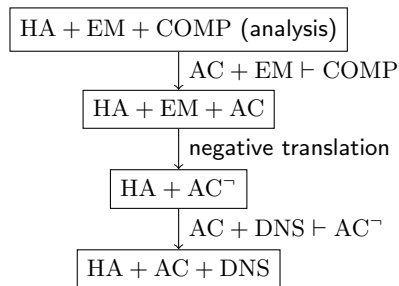 HA + EM + COMP (analysis)
AC + EM ⊢ COMP
HA + EM + AC
negative translation
HA + AC¬
AC + DNS ⊢ AC¬
HA + AC + DNS